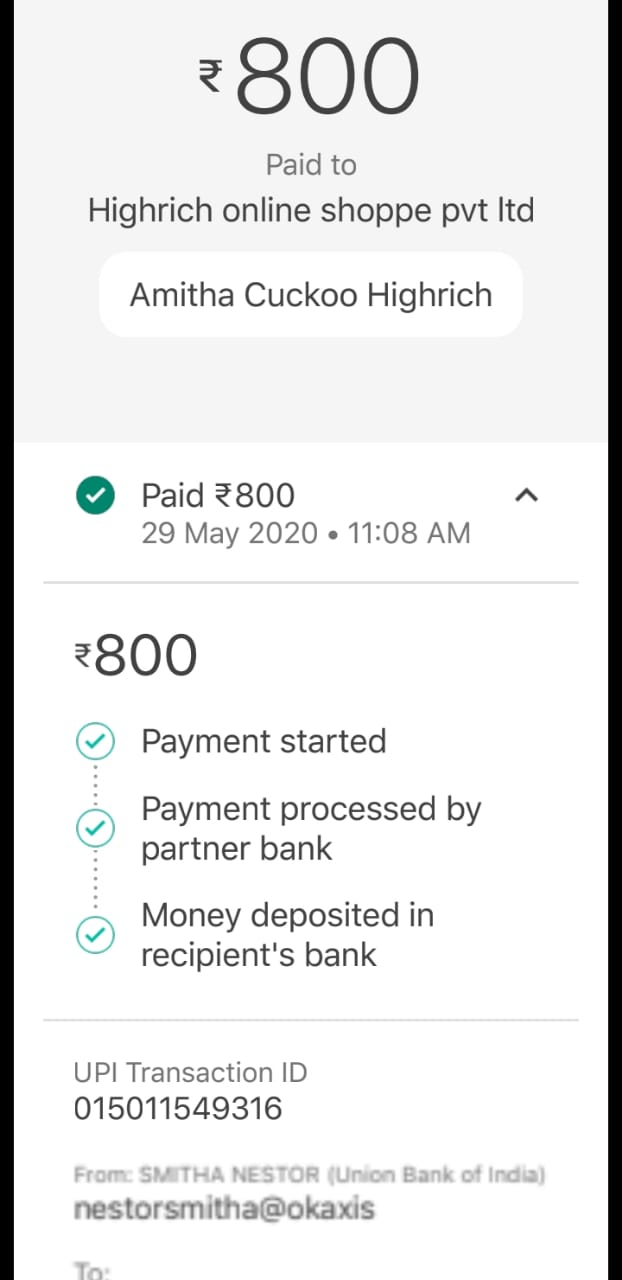 ₹800
Paid to
Highrich online shoppe pvt ltd
Amitha Cuckoo Highrich
Paid ₹800
29 May 2020 • 11:08 AM
₹800
Payment started
Payment processed by
partner bank
Money deposited in
recipient's bank
UPI Transaction ID
015011549316
From: SMITHA NESTOR (Union Bank of India)
nestorsmitha@okaxis
To: